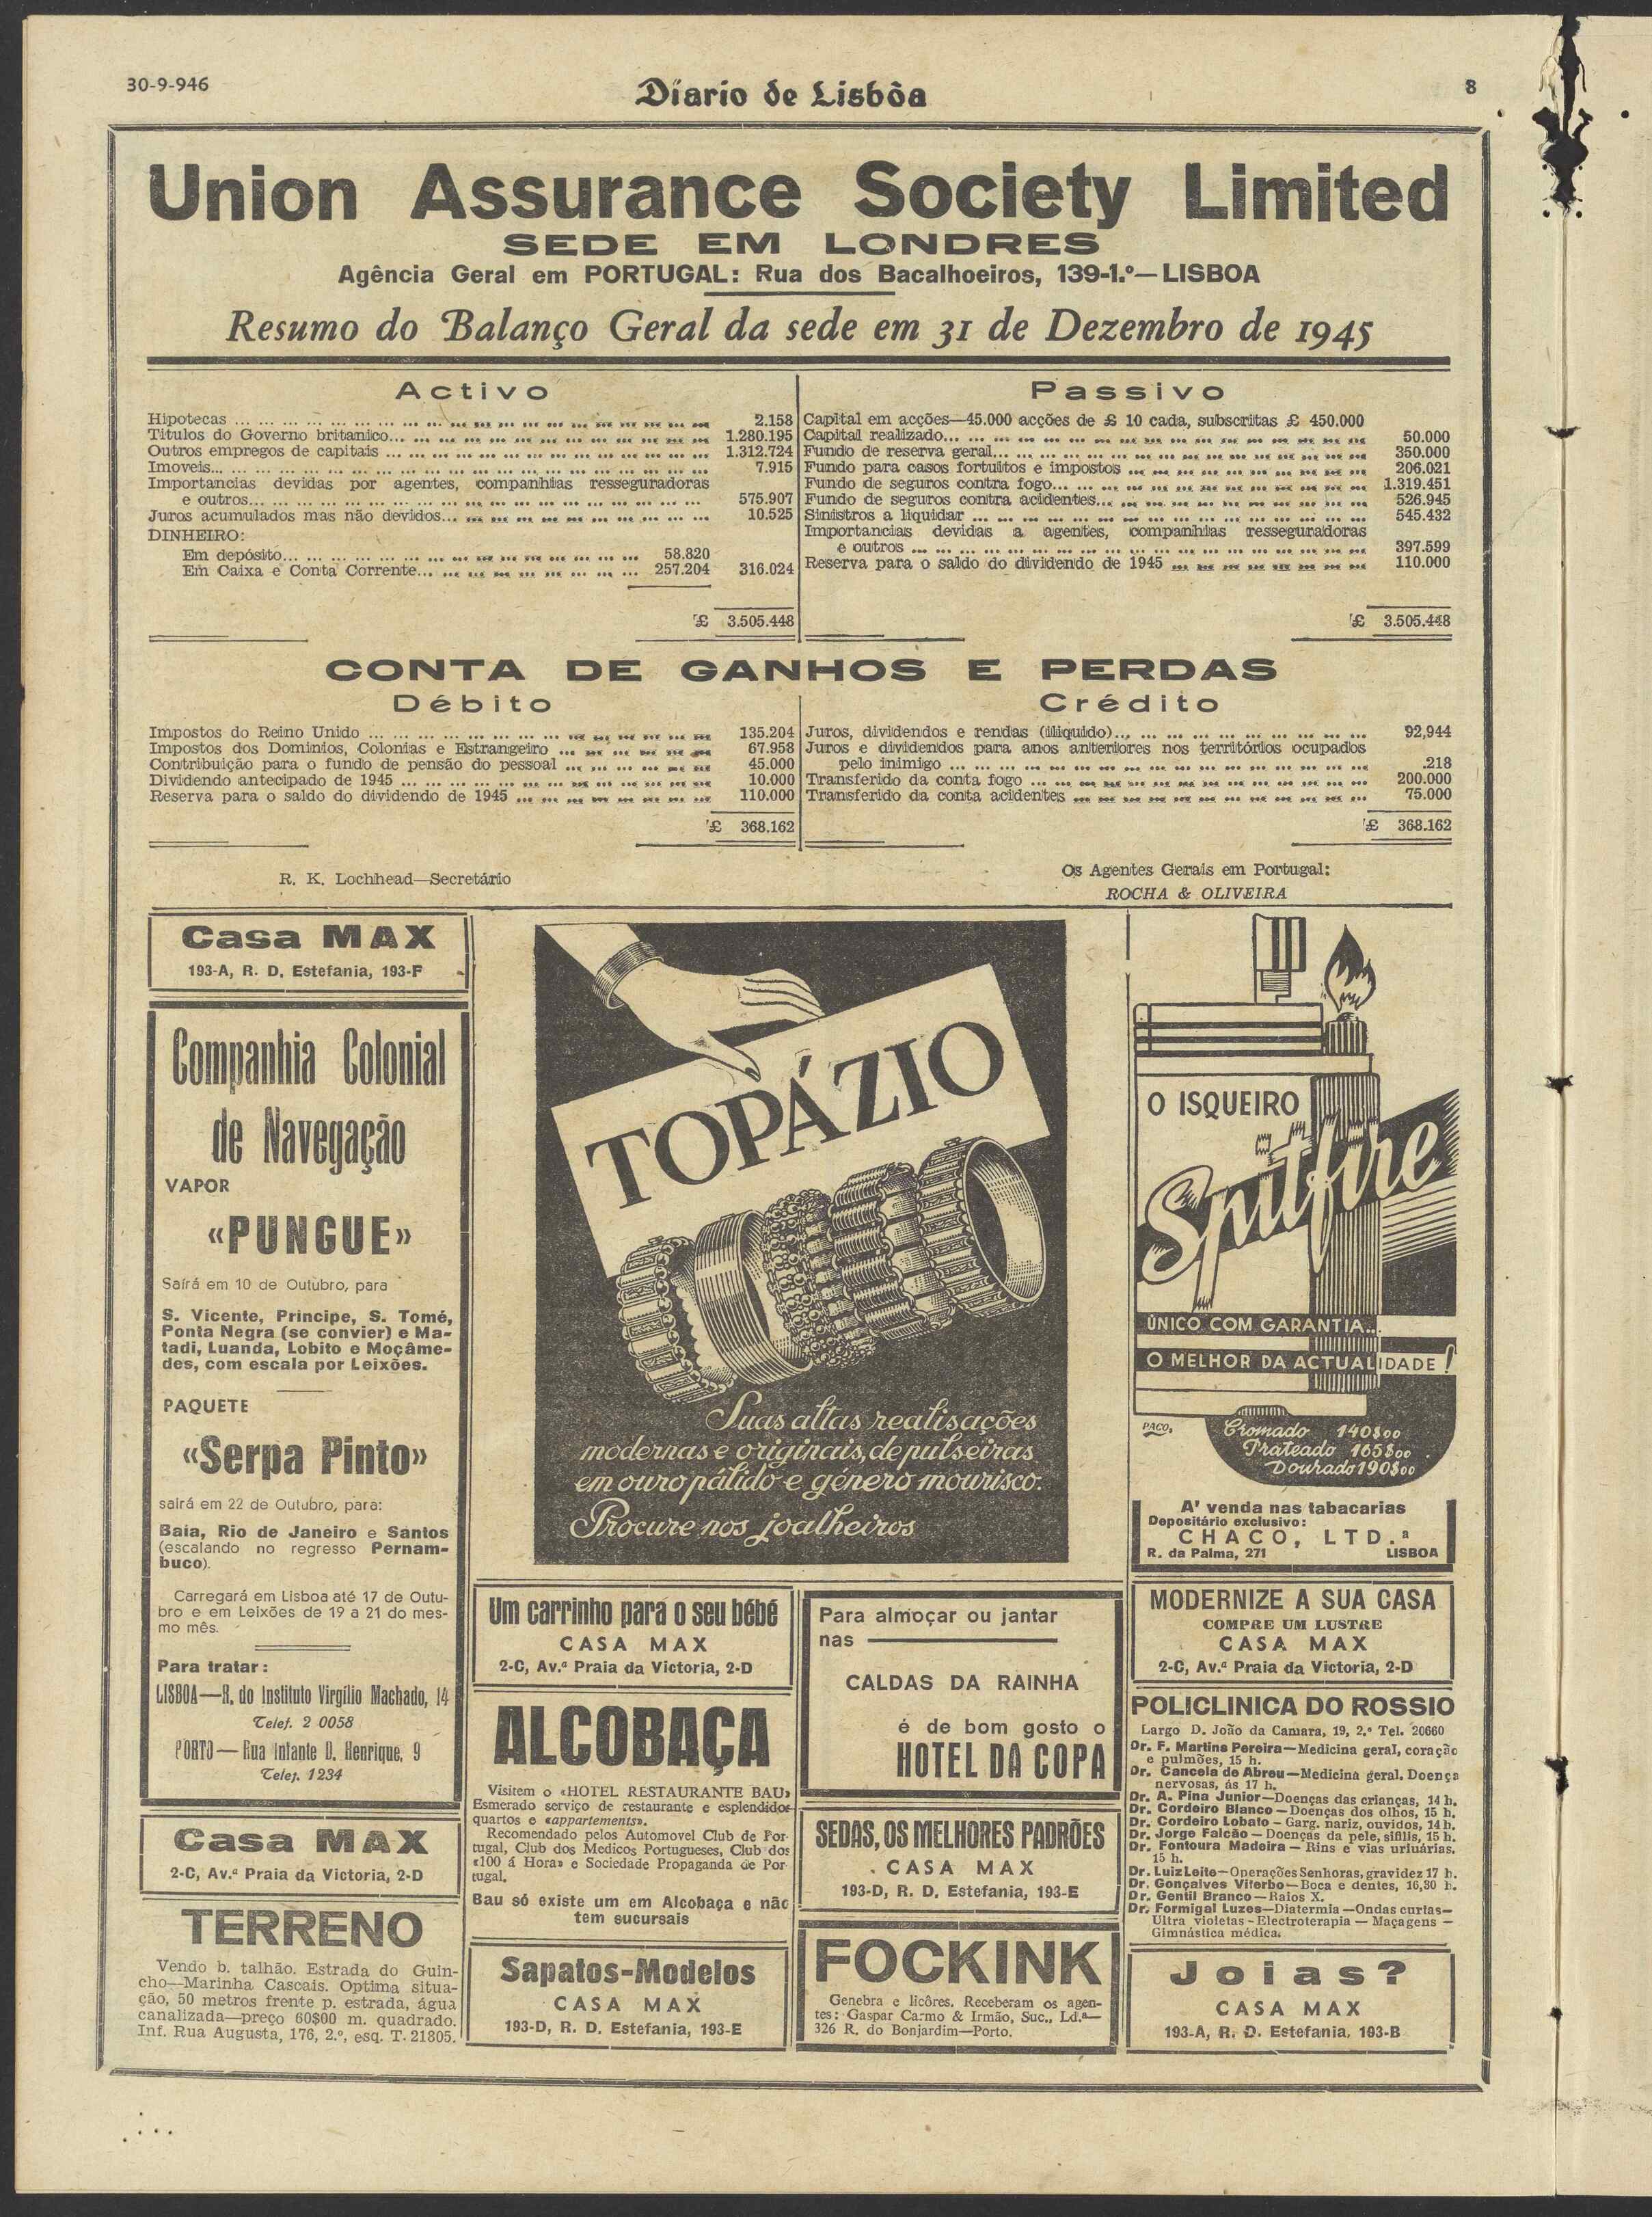 30-9-946
Diario de Lisbôa
8
Union Assurance Society Limited
SEDE EM LONDRES
Agência Geral em PORTUGAL: Rua dos Bacalhoeiros, 139-1.º—LISBOA
Resumo do Balanço Geral da sede em 31 de Dezembro de 1945
Activo
Hipotecas ... 2.158
Titulos do Governo britanico... 1.280.195
Outros empregos de capitais ... 1.312.724
Imoveis... 7.915
Importancias devidas por agentes, companhias resseguradoras
e outros... 575.907
Juros acumulados mas não devidos... 10.525
DINHEIRO:
Em depósito... 58.820
Em Caixa e Conta Corrente... 257.204 316.024
£ 3.505.448
Passivo
Capital em acções—45.000 acções de £ 10 cada, subscritas £ 450.000
Capital realizado... 50.000
Fundo de reserva geral... 350.000
Fundo para casos fortuitos e impostos ... 206.021
Fundo de seguros contra fogo... 1.319.451
Fundo de seguros contra acidentes... 526.945
Sinistros a liquidar ... 545.432
Importancias devidas a agentes, companhias resseguradoras
e outros ... 397.599
Reserva para o saldo do dividendo de 1945 ... 110.000
£ 3.505.448
CONTA DE GANHOS E PERDAS
Débito
Impostos do Reino Unido ... 135.204
Impostos dos Dominios, Colonias e Estrangeiro ... 67.958
Contribuição para o fundo de pensão do pessoal ... 45.000
Dividendo antecipado de 1945 ... 10.000
Reserva para o saldo do dividendo de 1945 ... 110.000
£ 368.162
Crédito
Juros, dividendos e rendas (iliquido)... 92,944
Juros e dividendos para anos anteriores nos territórios ocupados
pelo inimigo ... .218
Transferido da conta fogo ... 200.000
Transferido da conta acidentes ... 75.000
£ 368.162
R. K. Lochhead—Secretário
Os Agentes Gerais em Portugal:
ROCHA & OLIVEIRA
Casa MAX
193-A, R. D. Estefania, 193-F
Companhia Colonial
de Navegação
VAPOR
«PUNGUE»
Saírá em 10 de Outubro, para
S. Vicente, Principe, S. Tomé,
Ponta Negra (se convier) e Ma-
tadi, Luanda, Lobito e Moçâme-
des, com escala por Leixões.
PAQUETE
«Serpa Pinto»
saírá em 22 de Outubro, para:
Baia, Rio de Janeiro e Santos
(escalando no regresso Pernam-
buco).
Carregará em Lisboa até 17 de Outu-
bro e em Leixões de 19 a 21 do mes-
mo mês.
Para tratar:
LISBOA—R. do Instituto Virgílio Machado, 14
Telef. 2 0058
PORTO—Rua Infante D. Henrique, 9
Telef. 1234
Casa MAX
2-C, Av.ª Praia da Victoria, 2-D
TERRENO
Vendo b. talhão. Estrada do Guin-
cho—Marinha Cascais. Optima situa-
ção, 50 metros frente p. estrada, água
canalizada—preço 60$00 m. quadrado.
Inf. Rua Augusta, 176, 2.º, esq. T. 21805.
TOPÁZIO
Suas altas realisações
modernas e originais, de pulseiras
em ouro pálido e género mourisco.
Procure nos joalheiros
Um carrinho para o seu bébé
CASA MAX
2-C, Av.ª Praia da Victoria, 2-D
ALCOBAÇA
Visitem o «HOTEL RESTAURANTE BAU»
Esmerado serviço de restaurante e esplendidos
quartos e «appartements».
Recomendado pelos Automovel Club de Por-
tugal, Club dos Medicos Portugueses, Club dos
«100 á Hora» e Sociedade Propaganda de Por-
tugal.
Bau só existe um em Alcobaça e não
tem sucursais
Sapatos-Modelos
CASA MAX
193-D, R. D. Estefania, 193-E
Para almoçar ou jantar
nas
CALDAS DA RAINHA
é de bom gosto o
HOTEL DA COPA
SEDAS, OS MELHORES PADRÕES
CASA MAX
193-D, R. D. Estefania, 193-E
FOCKINK
Genebra e licôres. Receberam os agen-
tes: Gaspar Carmo & Irmão, Suc., Ld.ª—
326 R. do Bonjardim—Porto.
O ISQUEIRO
Spitfire
ÚNICO COM GARANTIA...
O MELHOR DA ACTUALIDADE!
PACO.
Cromado 140$00
Prateado 165$00
Dourado 190$00
A' venda nas tabacarias
Depositário exclusivo:
CHACO, LTD.ª
R. da Palma, 271 LISBOA
MODERNIZE A SUA CASA
COMPRE UM LUSTRE
CASA MAX
2-C, Av.ª Praia da Victoria, 2-D
POLICLINICA DO ROSSIO
Largo D. João da Camara, 19, 2.º Tel. 20660
Dr. F. Martins Pereira—Medicina geral, coração
e pulmões, 15 h.
Dr. Cancela de Abreu—Medicina geral. Doença
nervosas, ás 17 h.
Dr. A. Pina Junior—Doenças das crianças, 14 h.
Dr. Cordeiro Blanco—Doenças dos olhos, 15 h.
Dr. Cordeiro Lobato - Garg. nariz, ouvidos, 14 h.
Dr. Jorge Falcão—Doenças da pele, sifilis, 15 h.
Dr. Fontoura Madeira—Rins e vias urluárias.
15 h.
Dr. Luiz Leite—Operações Senhoras, gravidez 17 h.
Dr. Gonçalves Viterbo—Boca e dentes, 16,30 h.
Dr. Gentil Branco—Raios X.
Dr. Formigal Luzes—Diatermia—Ondas curtas—
Ultra violetas - Electroterapia — Maçagens —
Gimnástica médica.
Joias?
CASA MAX
193-A, R. D. Estefania. 193-B